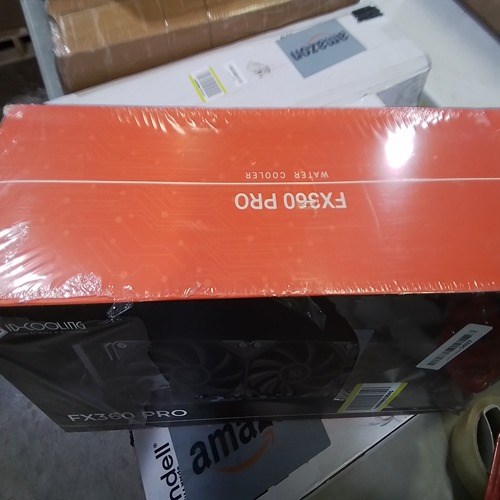 amazon
WATER COOLER
FX360 PRO
ID-COOLING
FX360 PRO
ndell
amaz